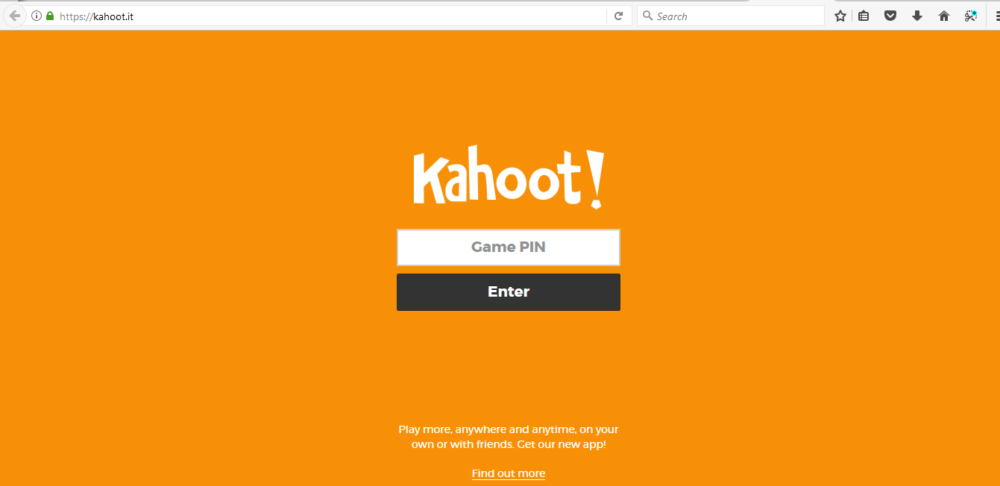 https://kahoot.it
Search
Kahoot!
Game PIN
Enter
Play more, anywhere and anytime, on your
own or with friends. Get our new app!
Find out more